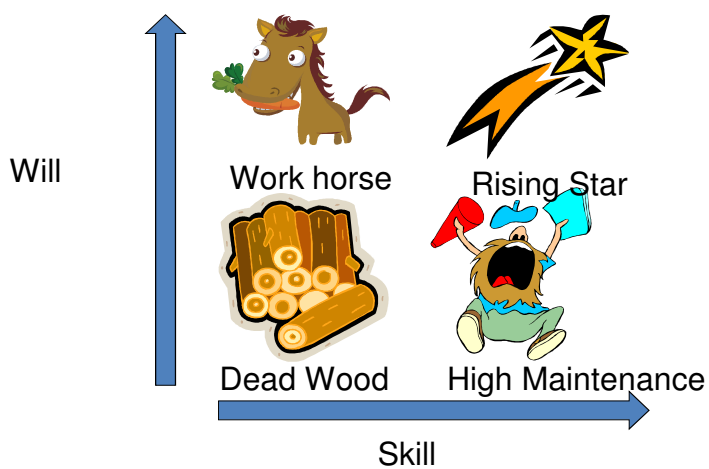 Will
Work horse
Rising Star
Dead Wood
High Maintenance
Skill